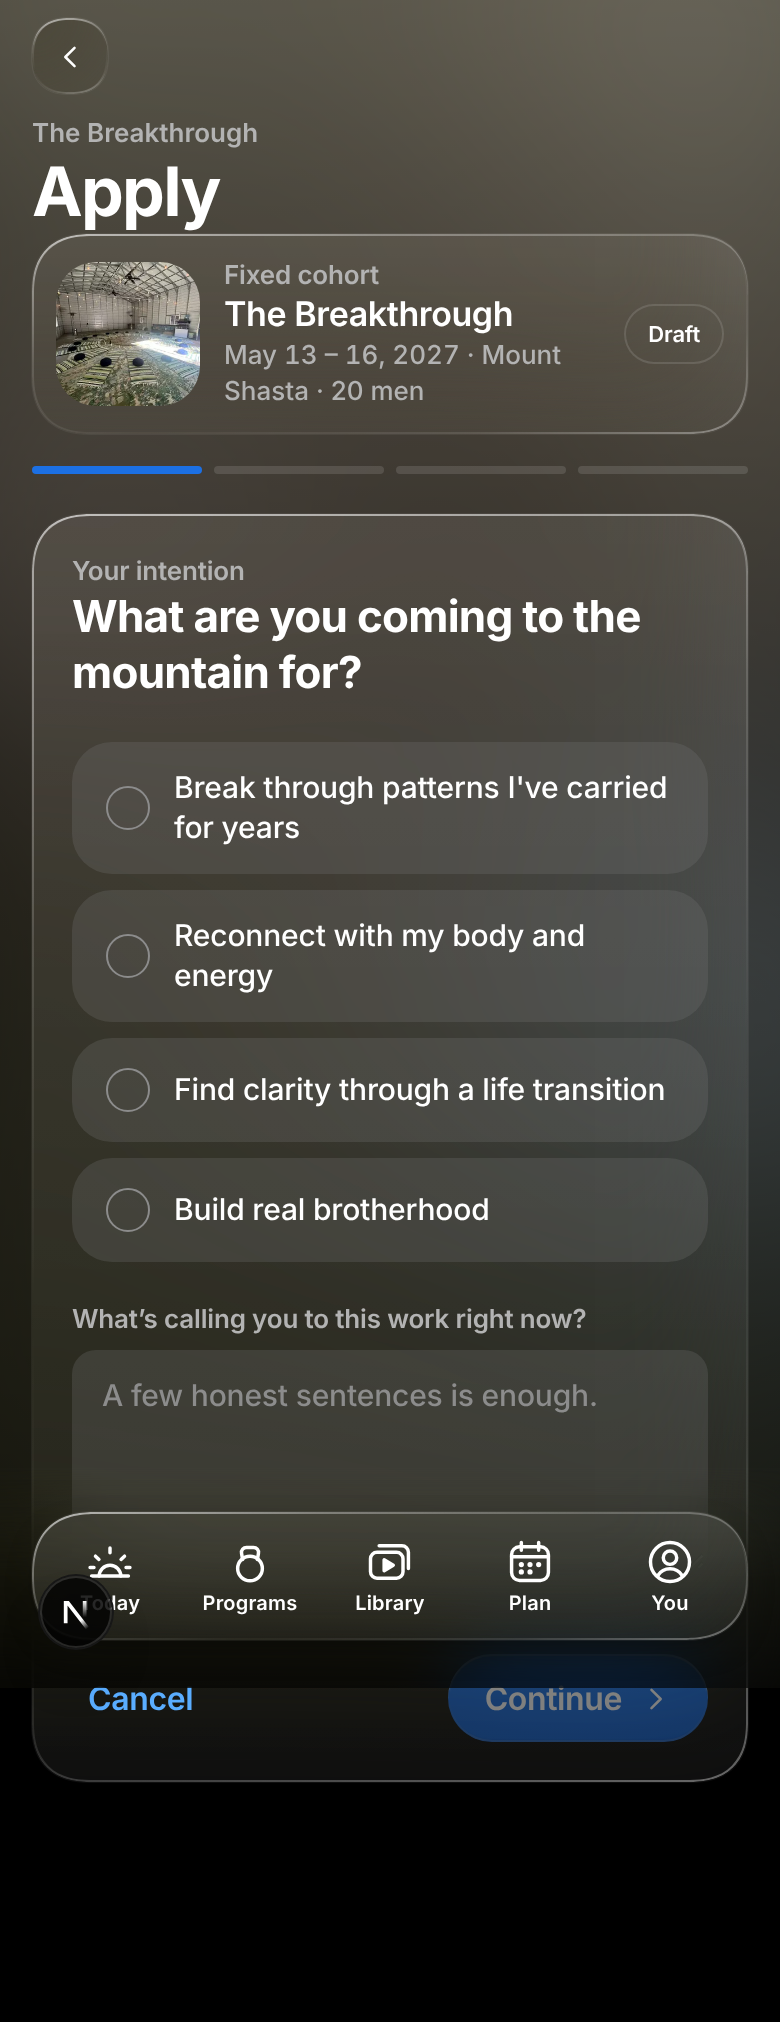 The Breakthrough
Apply
Fixed cohort
The Breakthrough
May 13 – 16, 2027 · Mount
Shasta · 20 men
Draft
Your intention
What are you coming to the
mountain for?
Break through patterns I've carried
for years
Reconnect with my body and
energy
Find clarity through a life transition
Build real brotherhood
What’s calling you to this work right now?
A few honest sentences is enough.
Today
Programs
Library
Plan
You
N
Cancel
Continue